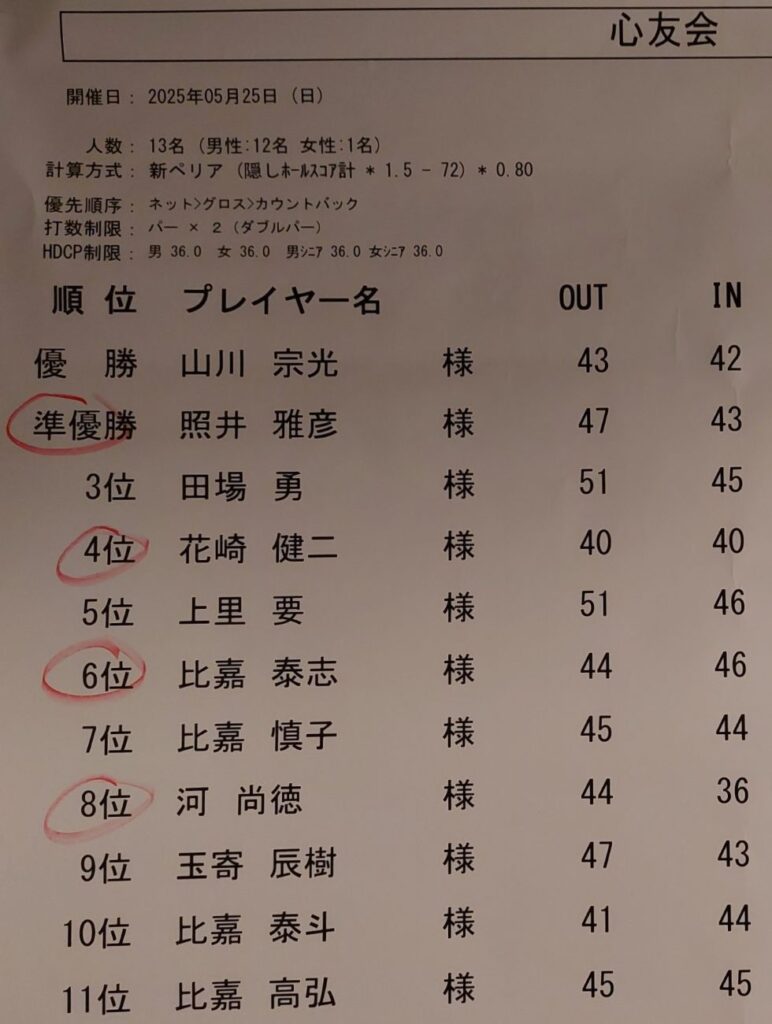 心友会
開催日： 2025年05月25日（日）
人数： 13名（男性:12名 女性:1名）
計算方式： 新ペリア（隠しﾎｰﾙｽｺｱ計 * 1.5 - 72）* 0.80
優先順序： ネット>グロス>カウントバック
打数制限： パー × 2（ダブルパー）
HDCP制限： 男 36.0 女 36.0 男ｼﾆｱ 36.0 女ｼﾆｱ 36.0
順位 プレイヤー名 OUT IN
優勝 山川 宗光 様 43 42
準優勝 照井 雅彦 様 47 43
3位 田場 勇 様 51 45
4位 花崎 健二 様 40 40
5位 上里 要 様 51 46
6位 比嘉 泰志 様 44 46
7位 比嘉 慎子 様 45 44
8位 河 尚徳 様 44 36
9位 玉寄 辰樹 様 47 43
10位 比嘉 泰斗 様 41 44
11位 比嘉 高弘 様 45 45